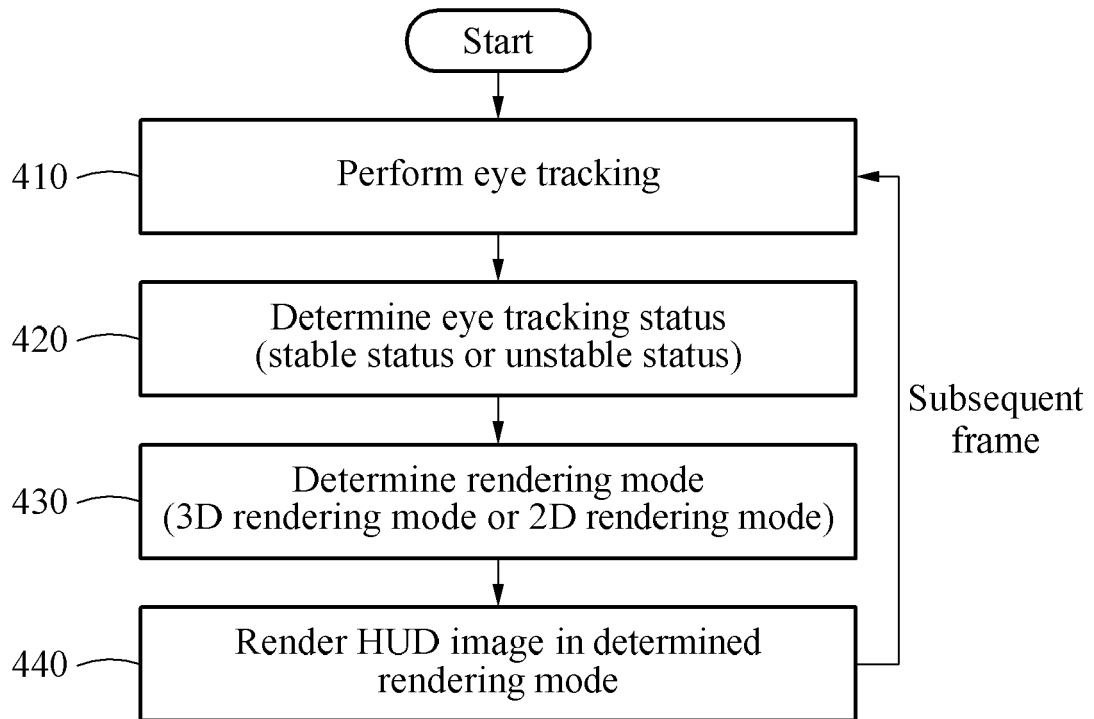 Start
410
Perform eye tracking
420
Determine eye tracking status
(stable status or unstable status)
430
Determine rendering mode
(3D rendering mode or 2D rendering mode)
440
Render HUD image in determined
rendering mode
Subsequent
frame